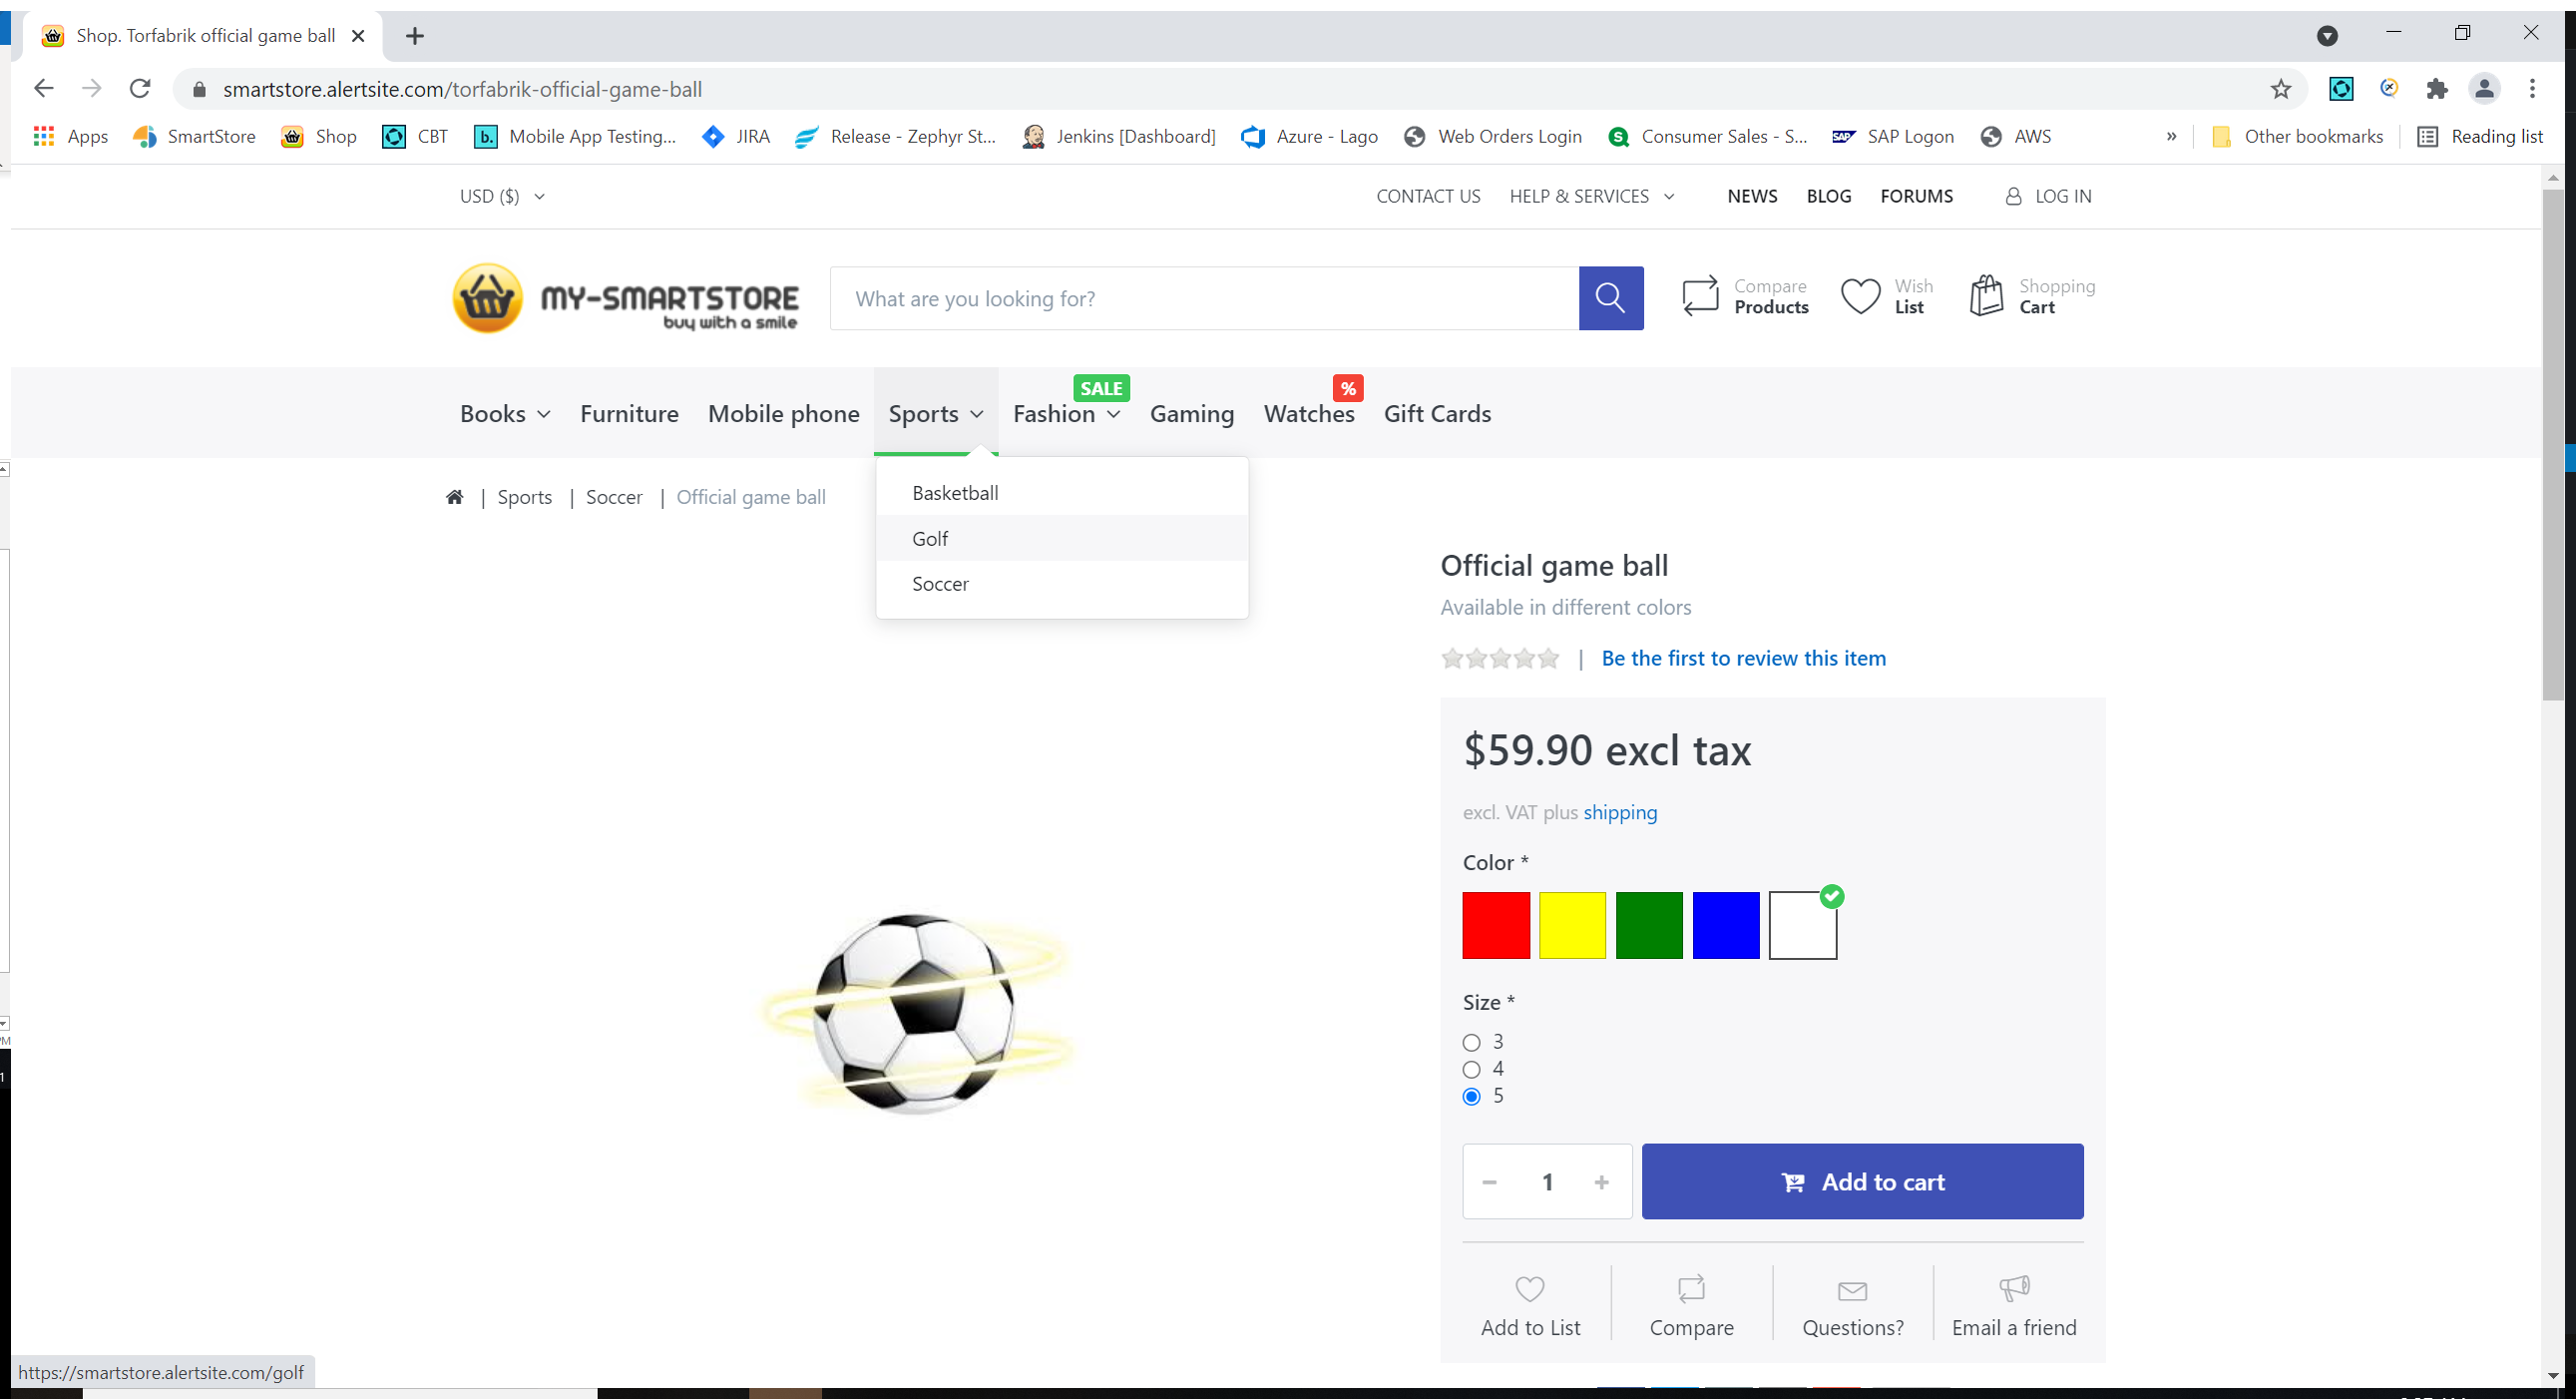 Shop. Torfabrik official game ball
smartstore.alertsite.com/torfabrik-official-game-ball
Apps SmartStore Shop CBT b. Mobile App Testing... JIRA Release - Zephyr St... Jenkins [Dashboard] Azure - Lago Web Orders Login S Consumer Sales - S... SAP SAP Logon AWS » Other bookmarks Reading list
USD ($) CONTACT US HELP & SERVICES NEWS BLOG FORUMS LOG IN
MY-SMARTSTORE
buy with a smile
What are you looking for?
Compare
Products
Wish
List
Shopping
Cart
SALE %
Books Furniture Mobile phone Sports Fashion Gaming Watches Gift Cards
| Sports | Soccer | Official game ball
Basketball
Golf
Soccer
Official game ball
Available in different colors
| Be the first to review this item
$59.90 excl tax
excl. VAT plus shipping
Color *
Size *
3
4
5
1 Add to cart
Add to List Compare Questions? Email a friend
https://smartstore.alertsite.com/golf